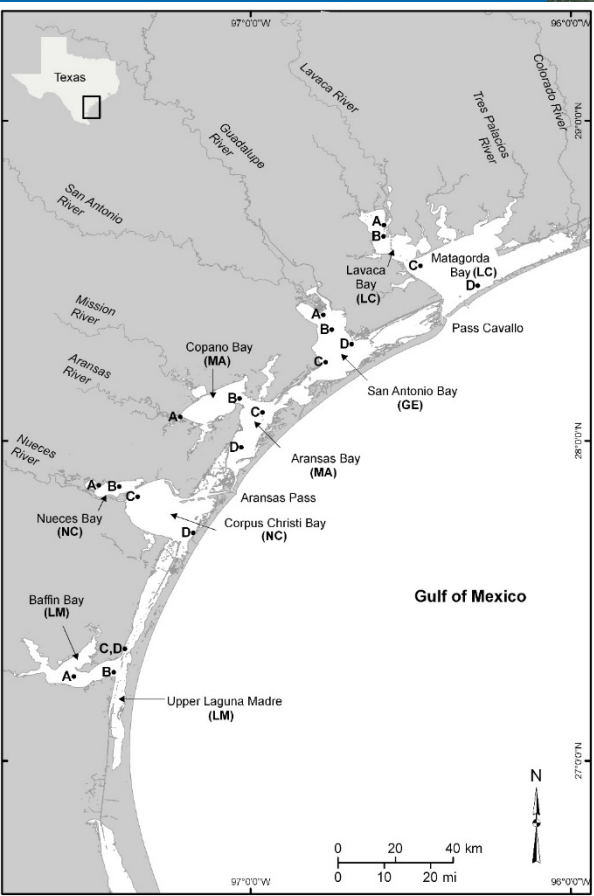 97°0'0"W
96°0'0"W
Texas
Lavaca River
Tres Palacios
River
Colorado River
29°0'0"N
Guadalupe
River
San Antonio
River
A
B
C
Matagorda
Bay (LC)
D
Lavaca
Bay
(LC)
Pass Cavallo
A
B
D
C
San Antonio Bay
(GE)
Mission
River
Copano Bay
(MA)
Aransas
River
A
B
C
D
Aransas Bay
(MA)
28°0'0"N
Nueces
River
A
B
C
D
Nueces Bay
(NC)
Aransas Pass
Corpus Christi Bay
(NC)
Gulf of Mexico
Baffin Bay
(LM)
C,D
A
B
Upper Laguna Madre
(LM)
27°0'0"N
N
0 20 40 km
0 10 20 mi
97°0'0"W
96°0'0"W